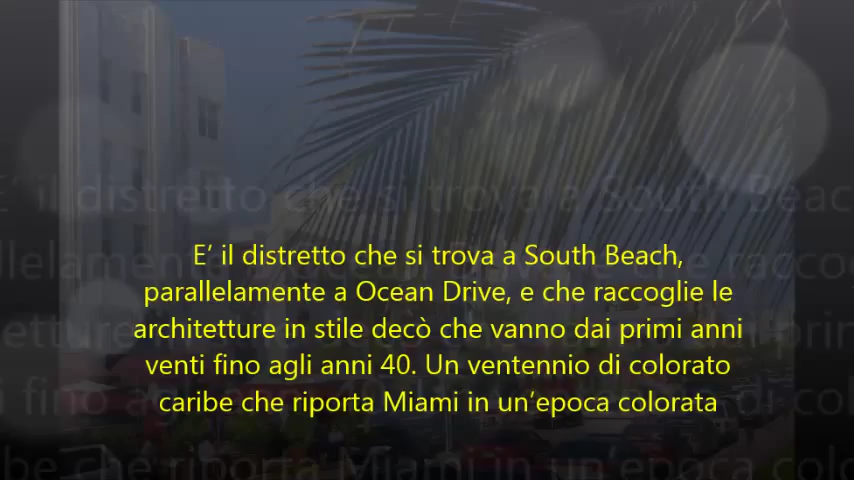 E’ il distretto che si trova a South Beach,
parallelamente a Ocean Drive, e che raccoglie le
architetture in stile decò che vanno dai primi anni
venti fino agli anni 40. Un ventennio di colorato
caribe che riporta Miami in un’epoca colorata